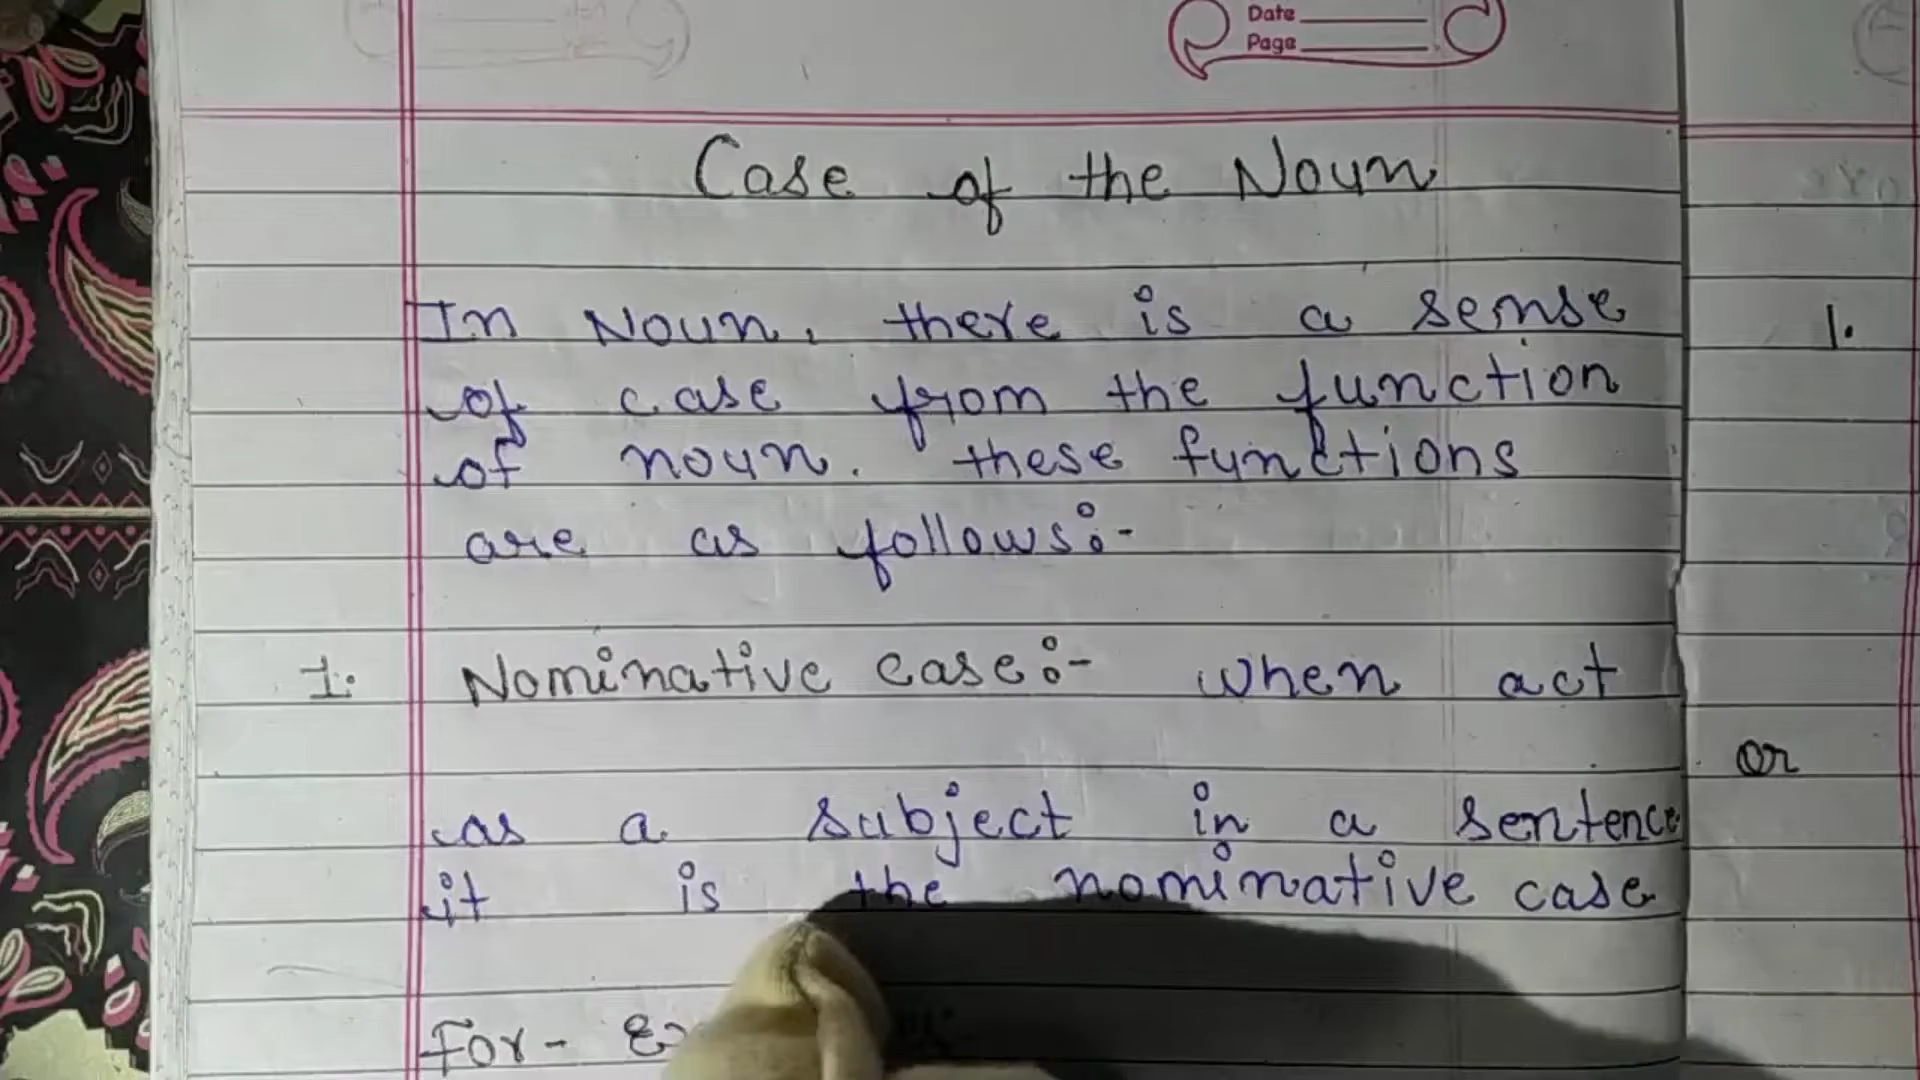 Date
Page
Case of the Noun
In Noun, there is a sense
of case from the function
of noun. these functions
are as follows:-
1. Nominative case:- when act
as a subject in a sentence
it is the nominative case
For-
1.
or